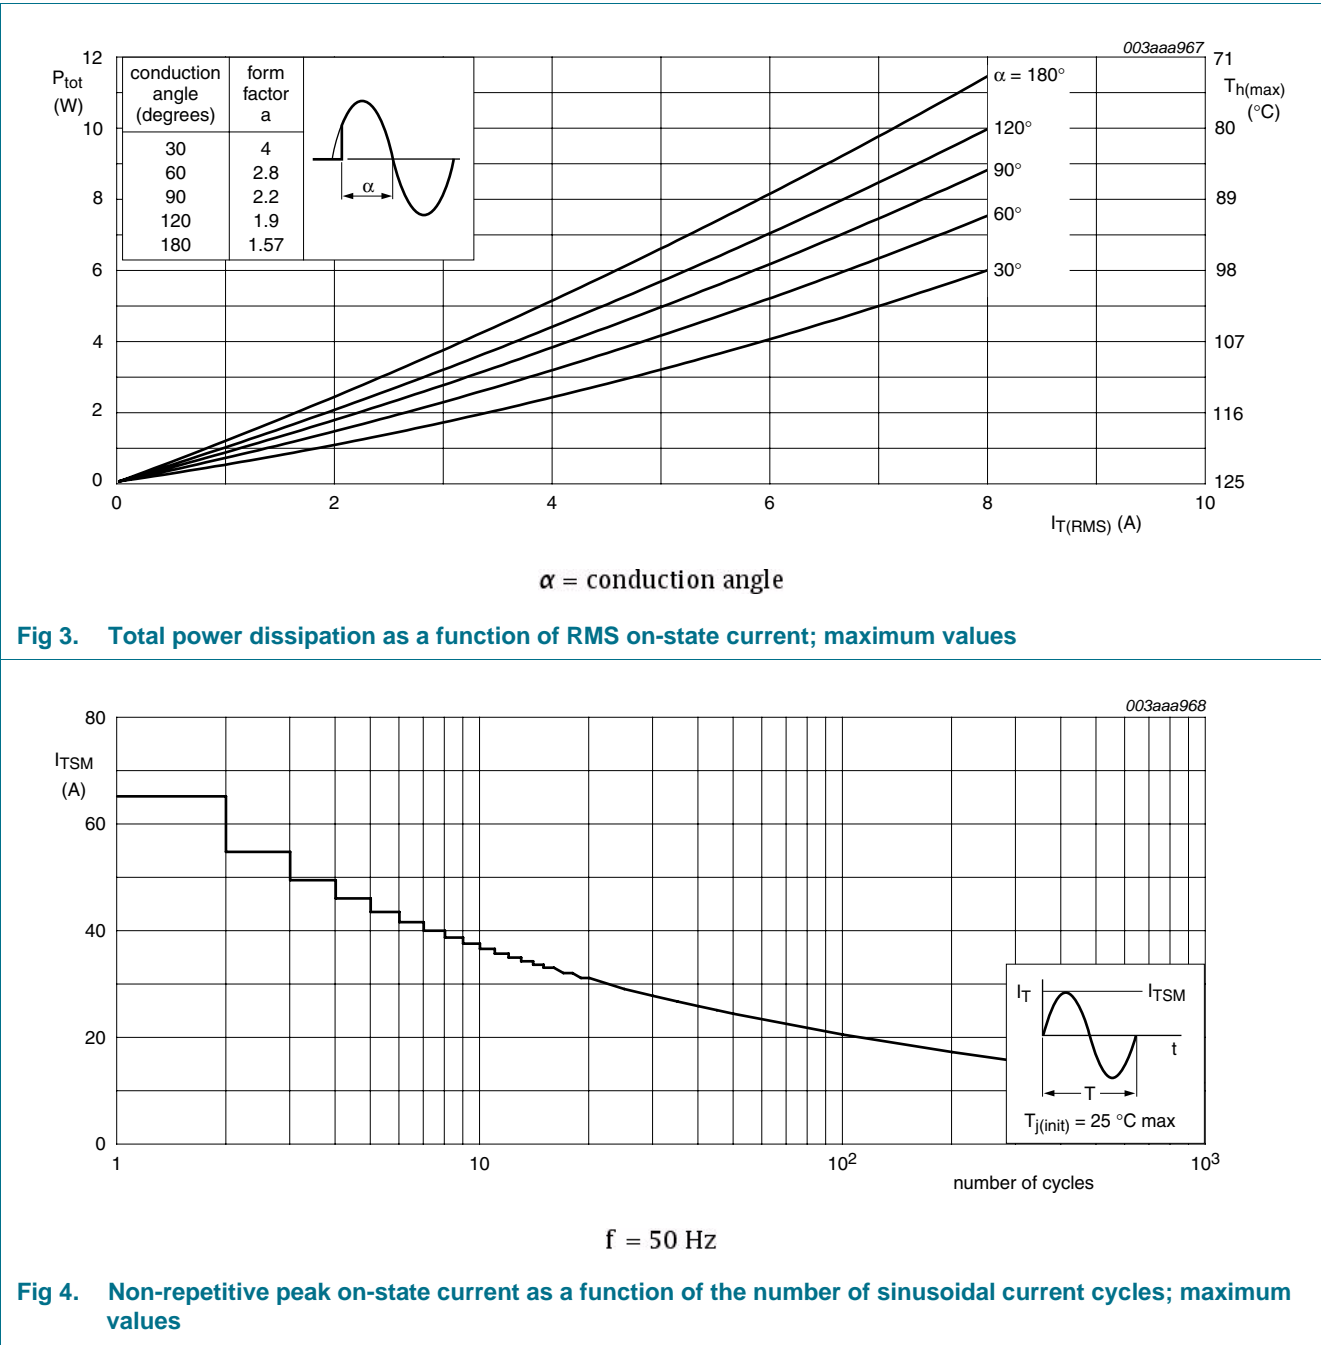 003aaa967
12
Ptot
(W)
10
8
6
4
2
0
conduction
angle
(degrees)
form
factor
a
30 4
60 2.8
90 2.2
120 1.9
180 1.57
α
α = 180°
120°
90°
60°
30°
71
Th(max)
(°C)
80
89
98
107
116
125
0 2 4 6 8 10
IT(RMS) (A)
α = conduction angle
Fig 3. Total power dissipation as a function of RMS on-state current; maximum values
003aaa968
80
ITSM
(A)
60
40
20
0
IT
ITSM
t
T
Tj(init) = 25 °C max
1 10 10² 10³
number of cycles
f = 50 Hz
Fig 4. Non-repetitive peak on-state current as a function of the number of sinusoidal current cycles; maximum
values